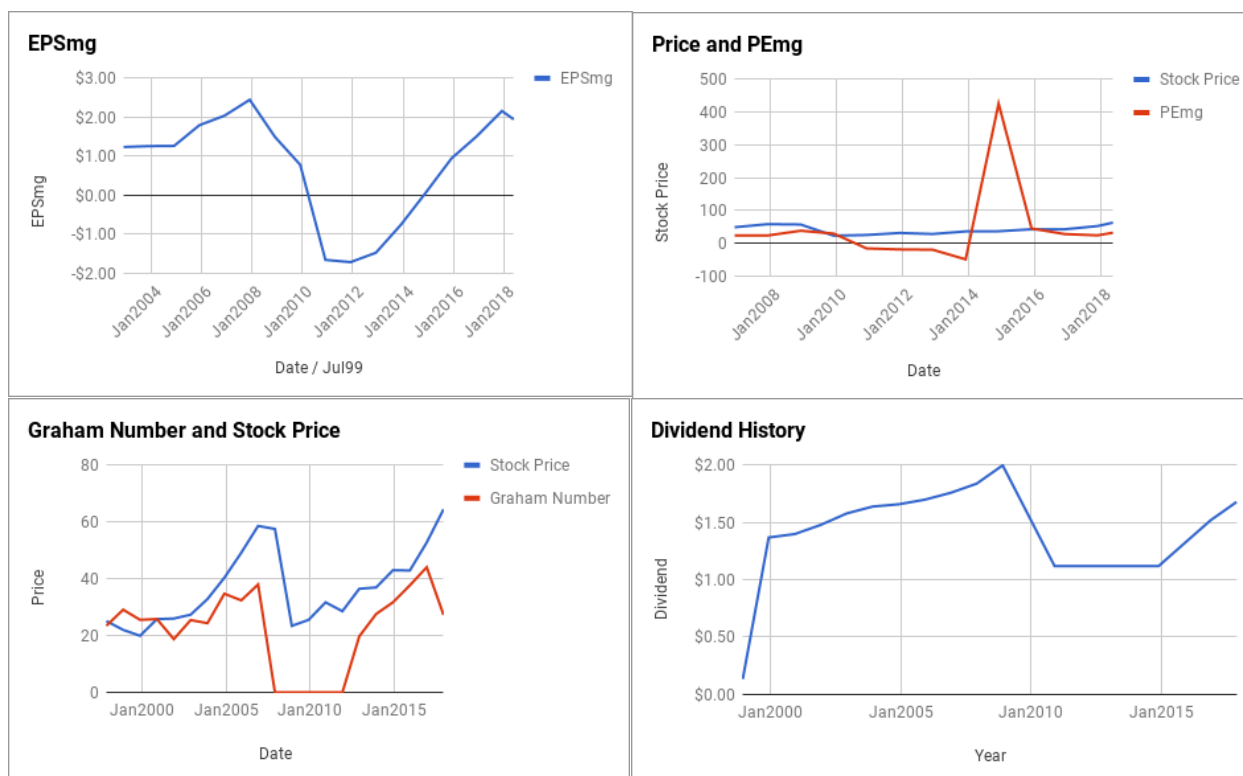 EPSmg
EPSmg
$3.00
$2.00
$1.00
$0.00
-$1.00
-$2.00
EPSmg
Jan2004
Jan2006
Jan2008
Jan2010
Jan2012
Jan2014
Jan2016
Jan2018
Date / Jul99
Price and PEmg
Stock Price
PEmg
500
400
300
200
100
0
-100
Stock Price
Jan2008
Jan2010
Jan2012
Jan2014
Jan2016
Jan2018
Date
Graham Number and Stock Price
Stock Price
Graham Number
80
60
40
20
0
Price
Jan2000
Jan2005
Jan2010
Jan2015
Date
Dividend History
$2.00
$1.50
$1.00
$0.50
$0.00
Dividend
Jan2000
Jan2005
Jan2010
Jan2015
Year